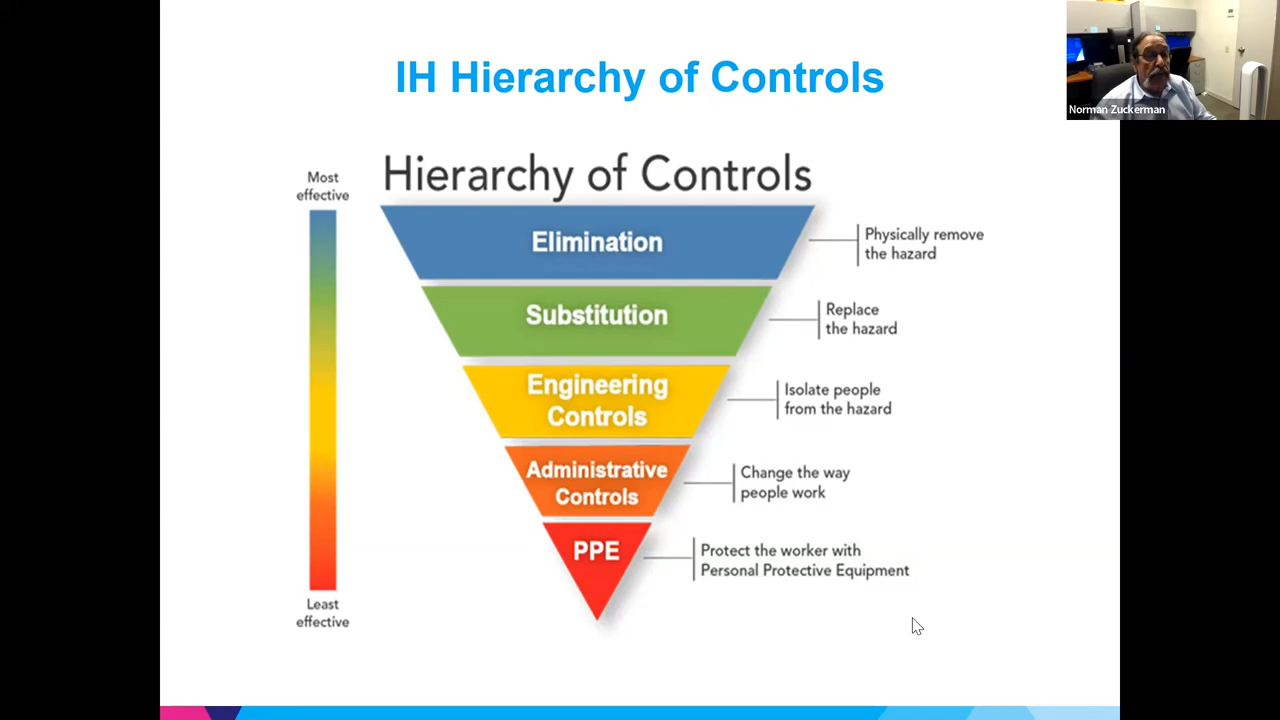 IH Hierarchy of Controls
Norman Zuckerman
Hierarchy of Controls
Most
effective
Elimination
Physically remove
the hazard
Substitution
Replace
the hazard
Engineering
Controls
Isolate people
from the hazard
Administrative
Controls
Change the way
people work
PPE
Protect the worker with
Personal Protective Equipment
Least
effective